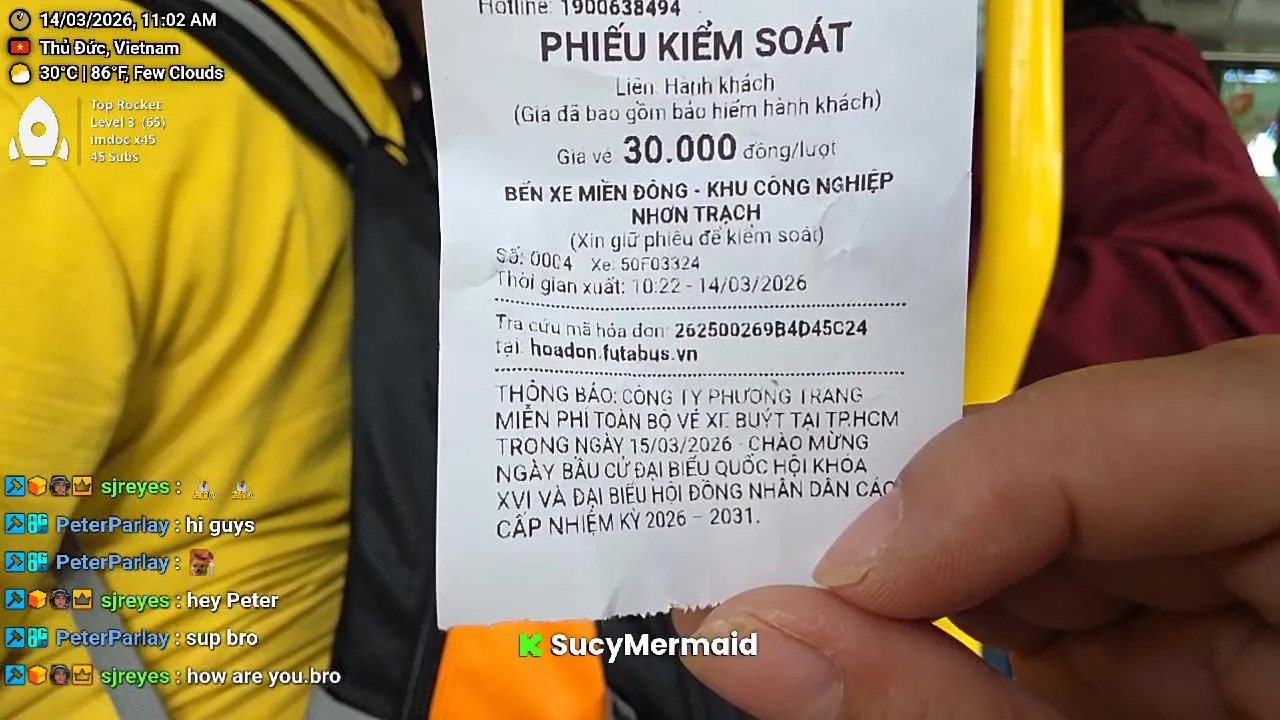 14/03/2026, 11:02 AM
Thủ Đức, Vietnam
30°C | 86°F, Few Clouds
Top Rocket
Level 3 (65)
imdoc x45
45 Subs
Hotline: 1900638494
PHIẾU KIỂM SOÁT
Liên: Hành khách
(Giá đã bao gồm bảo hiểm hành khách)
Giá vé 30.000 đồng/lượt
BẾN XE MIỀN ĐÔNG - KHU CÔNG NGHIỆP
NHƠN TRẠCH
(Xin giữ phiếu để kiểm soát)
Số: 0004 Xe: 50F03324
Thời gian xuất: 10:22 - 14/03/2026
Tra cứu mã hóa đơn: 262500269B4D45C24
tại: hoadon.futabus.vn
THÔNG BÁO: CÔNG TY PHƯƠNG TRANG
MIỄN PHÍ TOÀN BỘ VÉ XE BUÝT TẠI TP.HCM
TRONG NGÀY 15/03/2026 - CHÀO MỪNG
NGÀY BẦU CỬ ĐẠI BIỂU QUỐC HỘI KHÓA
XVI VÀ ĐẠI BIỂU HỘI ĐỒNG NHÂN DÂN CÁC
CẤP NHIỆM KỲ 2026 – 2031.
sjreyes :
PeterParlay : hi guys
PeterParlay :
sjreyes : hey Peter
PeterParlay : sup bro
sjreyes : how are you.bro
SucyMermaid